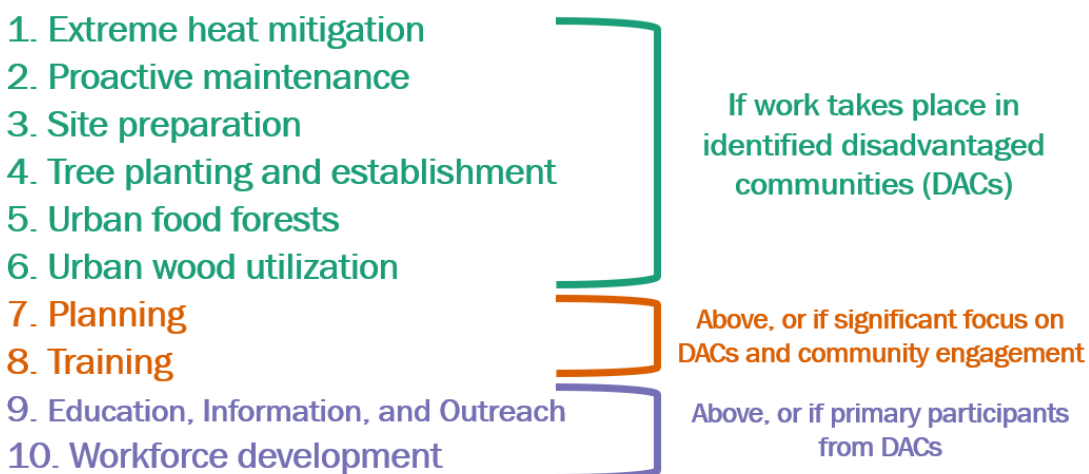 1. Extreme heat mitigation
2. Proactive maintenance
3. Site preparation
4. Tree planting and establishment
5. Urban food forests
6. Urban wood utilization
If work takes place in
identified disadvantaged
communities (DACs)
7. Planning
8. Training
Above, or if significant focus on
DACs and community engagement
9. Education, Information, and Outreach
10. Workforce development
Above, or if primary participants
from DACs